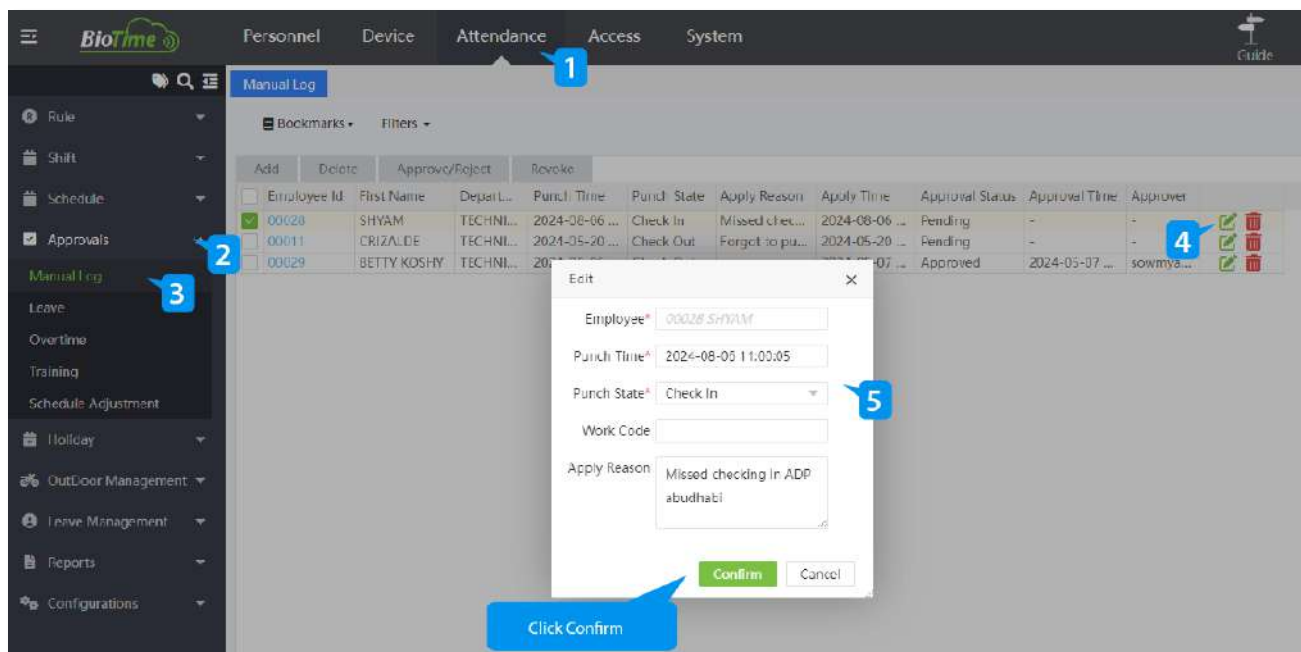 BioTime
Personnel Device Attendance Access System
Guide
1
Manual Log
Rule
Bookmarks Filters
Shift
Add Delete Approve/Reject Revoke
Schedule
Employee Id First Name Depart... Punch Time Punch State Apply Reason Apply Time Approval Status Approval Time Approver
00028 SHYAM TECHNI... 2024-08-06 ... Check In Missed chec... 2024-08-06 ... Pending - -
Approvals
00011 CRIZALDE TECHNI... 2024-05-20 ... Check Out Forgot to pu... 2024-05-20 ... Pending - -
4
2
00029 BETTY KOSHY TECHNI... Approved 2024-05-07 ... sowmya...
Manual Log
3
Leave
Overtime
Training
Schedule Adjustment
Holiday
OutDoor Management
Leave Management
Reports
Configurations
Edit
Employee* 00028 SHYAM
Punch Time* 2024-08-06 11:00:05
Punch State* Check In
5
Work Code
Apply Reason Missed checking in ADP
abudhabi
Confirm Cancel
Click Confirm